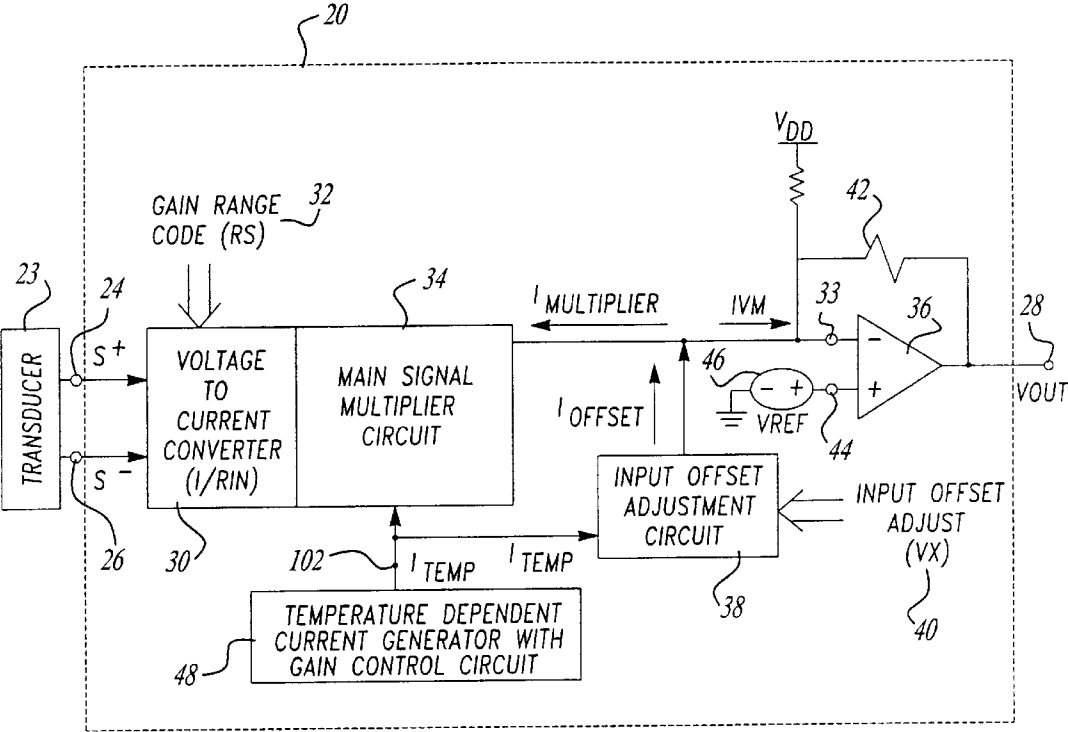 20
VDD
42
GAIN RANGE
CODE (RS)
32
23
24
34
I MULTIPLIER
IVM
33
36
28
TRANSDUCER
S+
S-
VOLTAGE
TO
CURRENT
CONVERTER
(1/RIN)
MAIN SIGNAL
MULTIPLIER
CIRCUIT
-
+
46
- +
VREF
44
VOUT
I OFFSET
26
30
INPUT OFFSET
ADJUSTMENT
CIRCUIT
INPUT OFFSET
ADJUST
(VX)
102
I TEMP
I TEMP
38
40
TEMPERATURE DEPENDENT
CURRENT GENERATOR WITH
GAIN CONTROL CIRCUIT
48